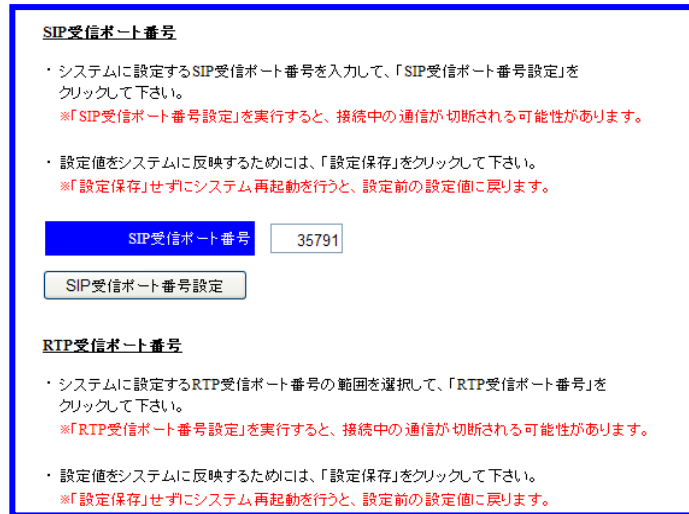 SIP受信ポート番号
・システムに設定するSIP受信ポート番号を入力して、「SIP受信ポート番号設定」を
クリックして下さい。
※「SIP受信ポート番号設定」を実行すると、接続中の通信が切断される可能性があります。
・設定値をシステムに反映するためには、「設定保存」をクリックして下さい。
※「設定保存」せずにシステム再起動を行うと、設定前の設定値に戻ります。
SIP受信ポート番号 35791
SIP受信ポート番号設定
RTP受信ポート番号
・システムに設定するRTP受信ポート番号の範囲を選択して、「RTP受信ポート番号」を
クリックして下さい。
※「RTP受信ポート番号設定」を実行すると、接続中の通信が切断される可能性があります。
・設定値をシステムに反映するためには、「設定保存」をクリックして下さい。
※「設定保存」せずにシステム再起動を行うと、設定前の設定値に戻ります。